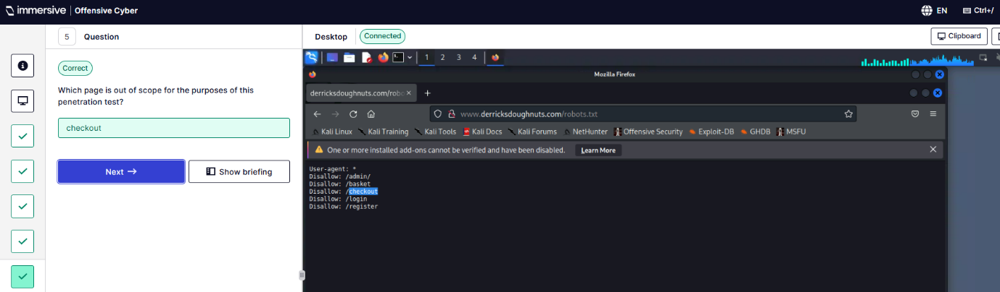 immersive | Offensive Cyber
EN
Ctrl+/
5 Question
Correct
Which page is out of scope for the purposes of this
penetration test?
checkout
Next →
Show briefing
Desktop
Connected
Clipboard
1 2 3 4
Mozilla Firefox
derricksdoughnuts.com/robo
www.derricksdoughnuts.com/robots.txt
Kali Linux Kali Training Kali Tools Kali Docs Kali Forums NetHunter Offensive Security Exploit-DB GHDB MSFU
One or more installed add-ons cannot be verified and have been disabled.
Learn More
User-agent: *
Disallow: /admin/
Disallow: /basket
Disallow: /checkout
Disallow: /login
Disallow: /register